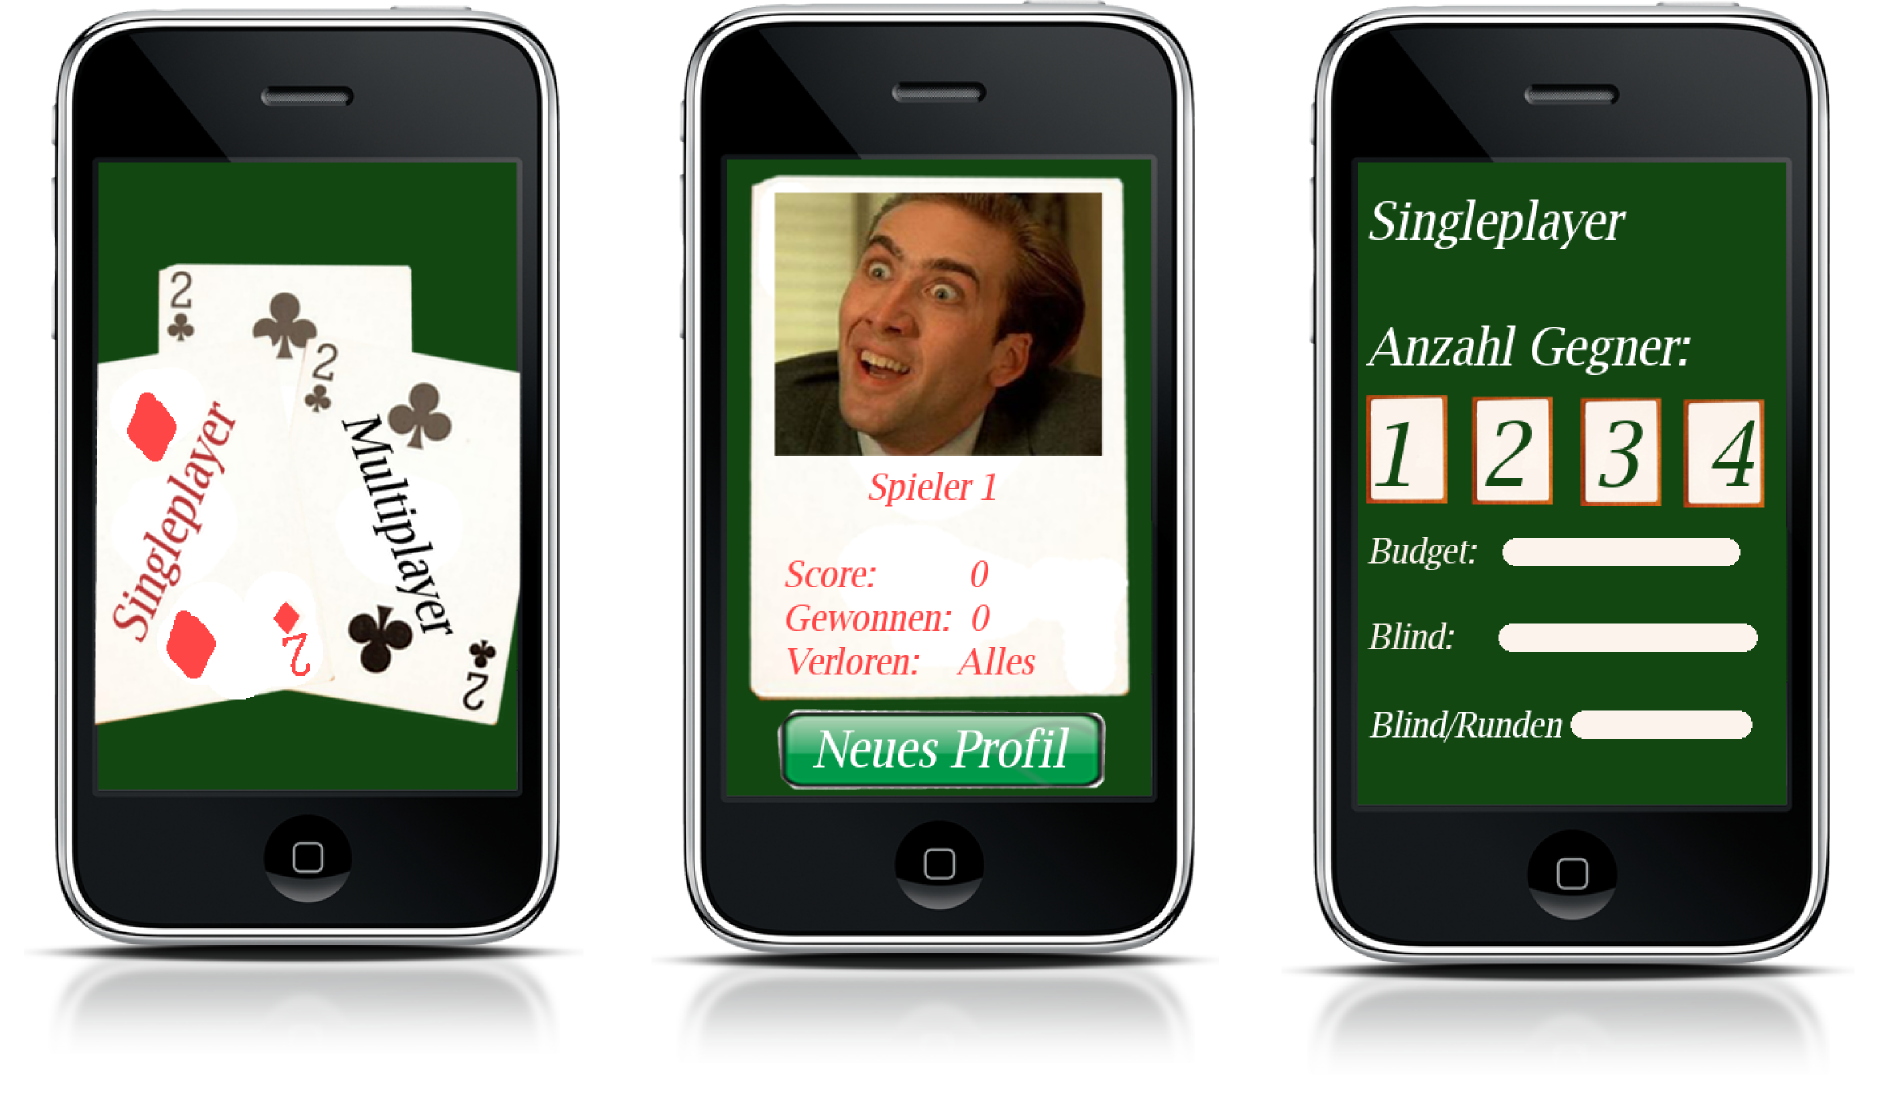 2
2
Singleplayer
Multiplayer
2
2
Spieler 1
Score: 0
Gewonnen: 0
Verloren: Alles
Neues Profil
Singleplayer
Anzahl Gegner:
1 2 3 4
Budget:
Blind:
Blind/Runden